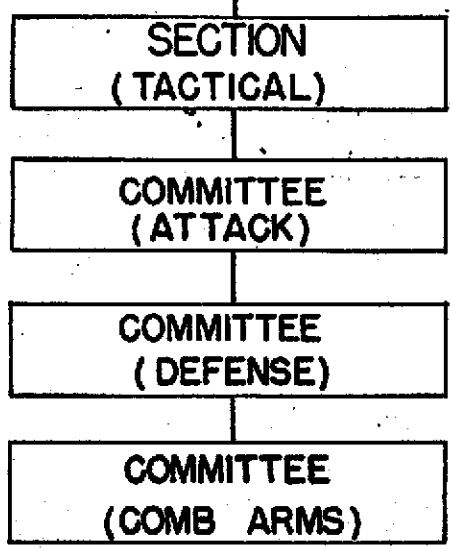 SECTION
(TACTICAL)
COMMITTEE
(ATTACK)
COMMITTEE
(DEFENSE)
COMMITTEE
(COMB ARMS)